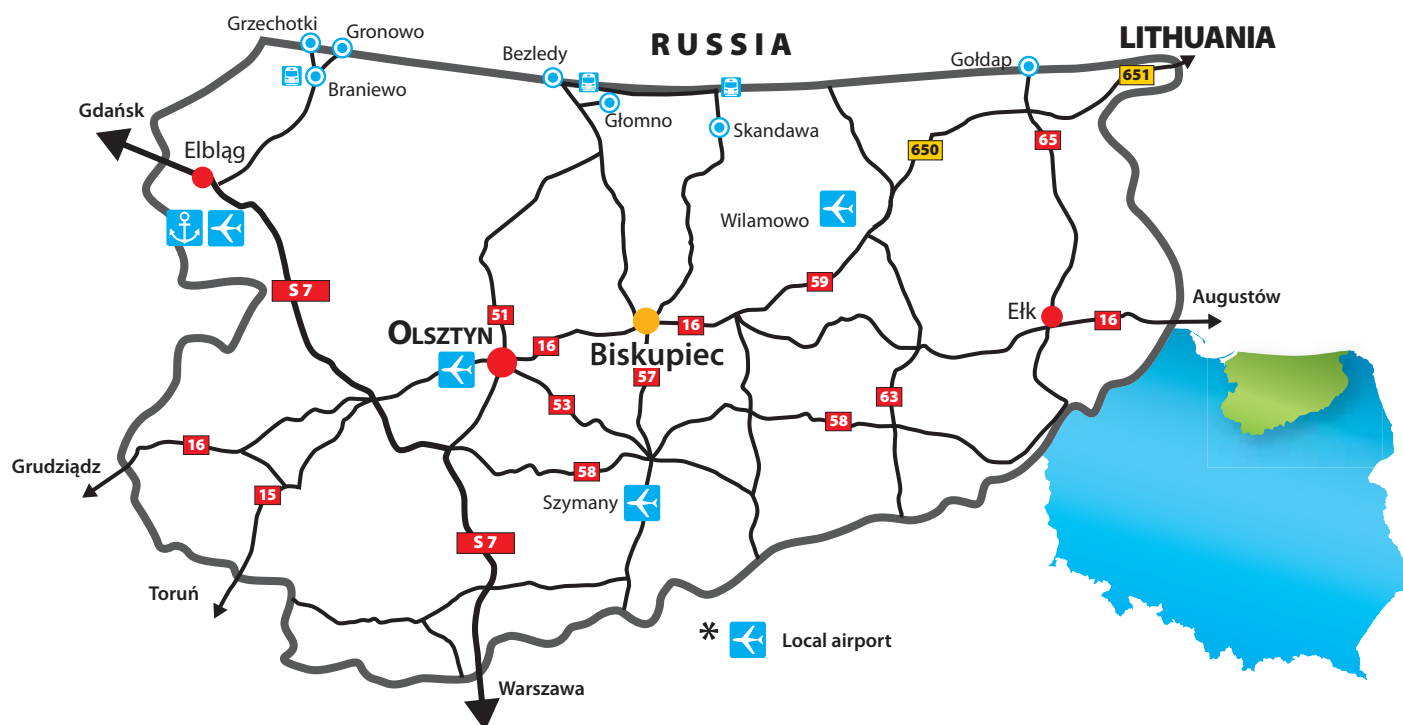 Grzechotki
Gronowo
RUSSIA
LITHUANIA
Bezledy
Gołdap
651
Braniewo
Gdańsk
Głomno
Skandawa
65
650
Elbląg
Wilamowo
S 7
59
Augustów
51
Ełk
16
16
OLSZTYN
16
Biskupiec
57
63
53
58
16
Grudziądz
58
15
Szymany
S 7
Toruń
* Local airport
Warszawa